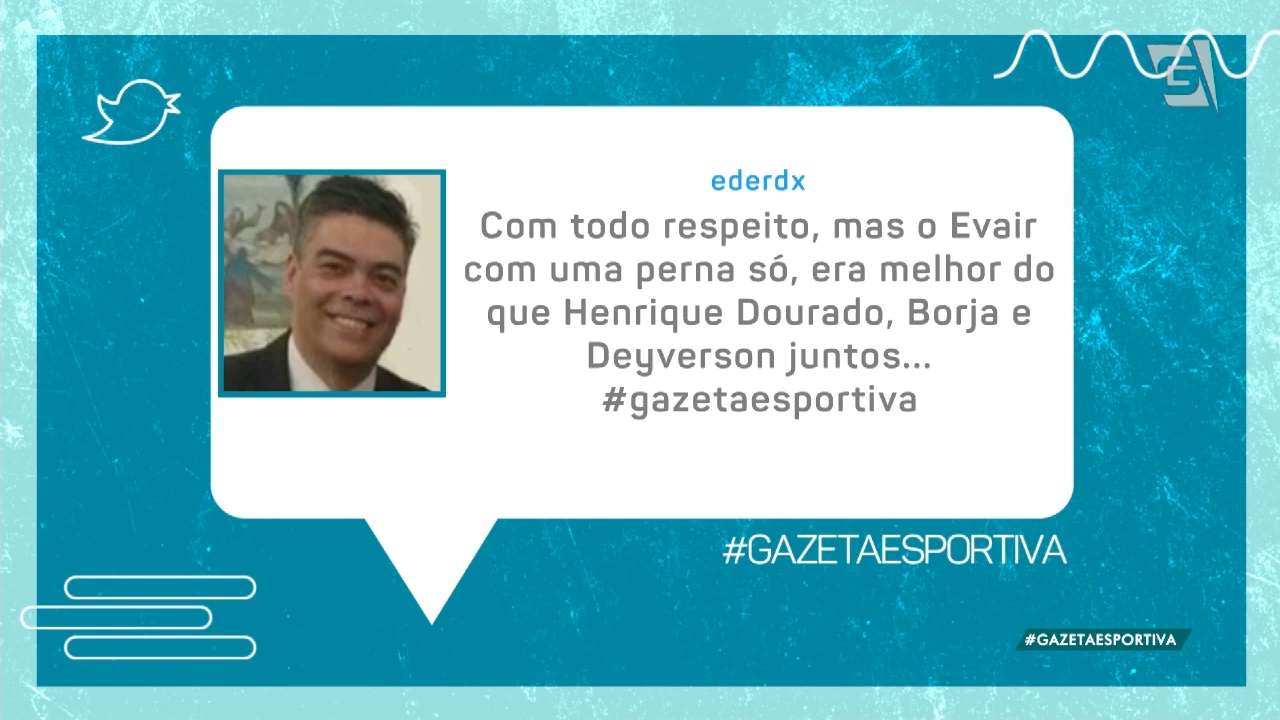 ederdx
Com todo respeito, mas o Evair
com uma perna só, era melhor do
que Henrique Dourado, Borja e
Deyverson juntos...
#gazetaesportiva
#GAZETAESPORTIVA
#GAZETAESPORTIVA